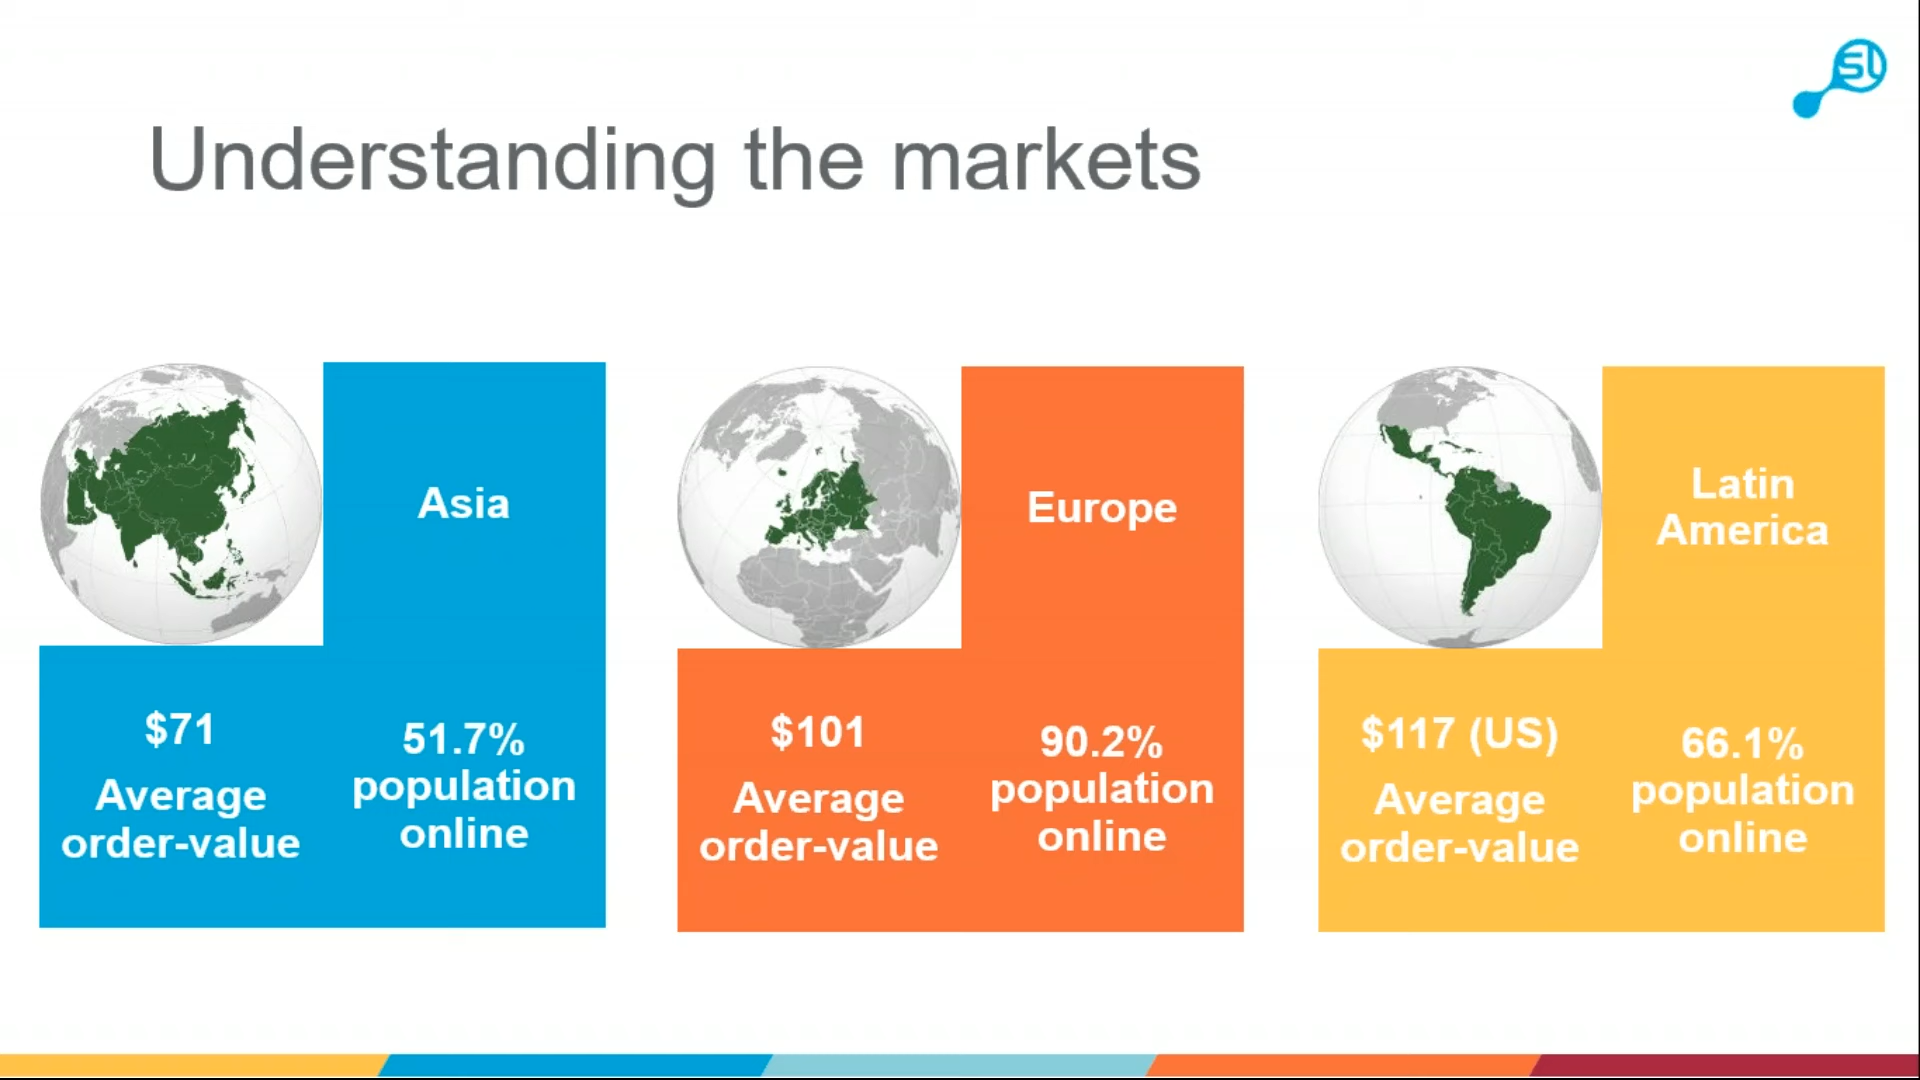 SL
Understanding the markets
Asia
$71
Average
order-value
51.7%
population
online
Europe
$101
Average
order-value
90.2%
population
online
Latin
America
$117 (US)
Average
order-value
66.1%
population
online